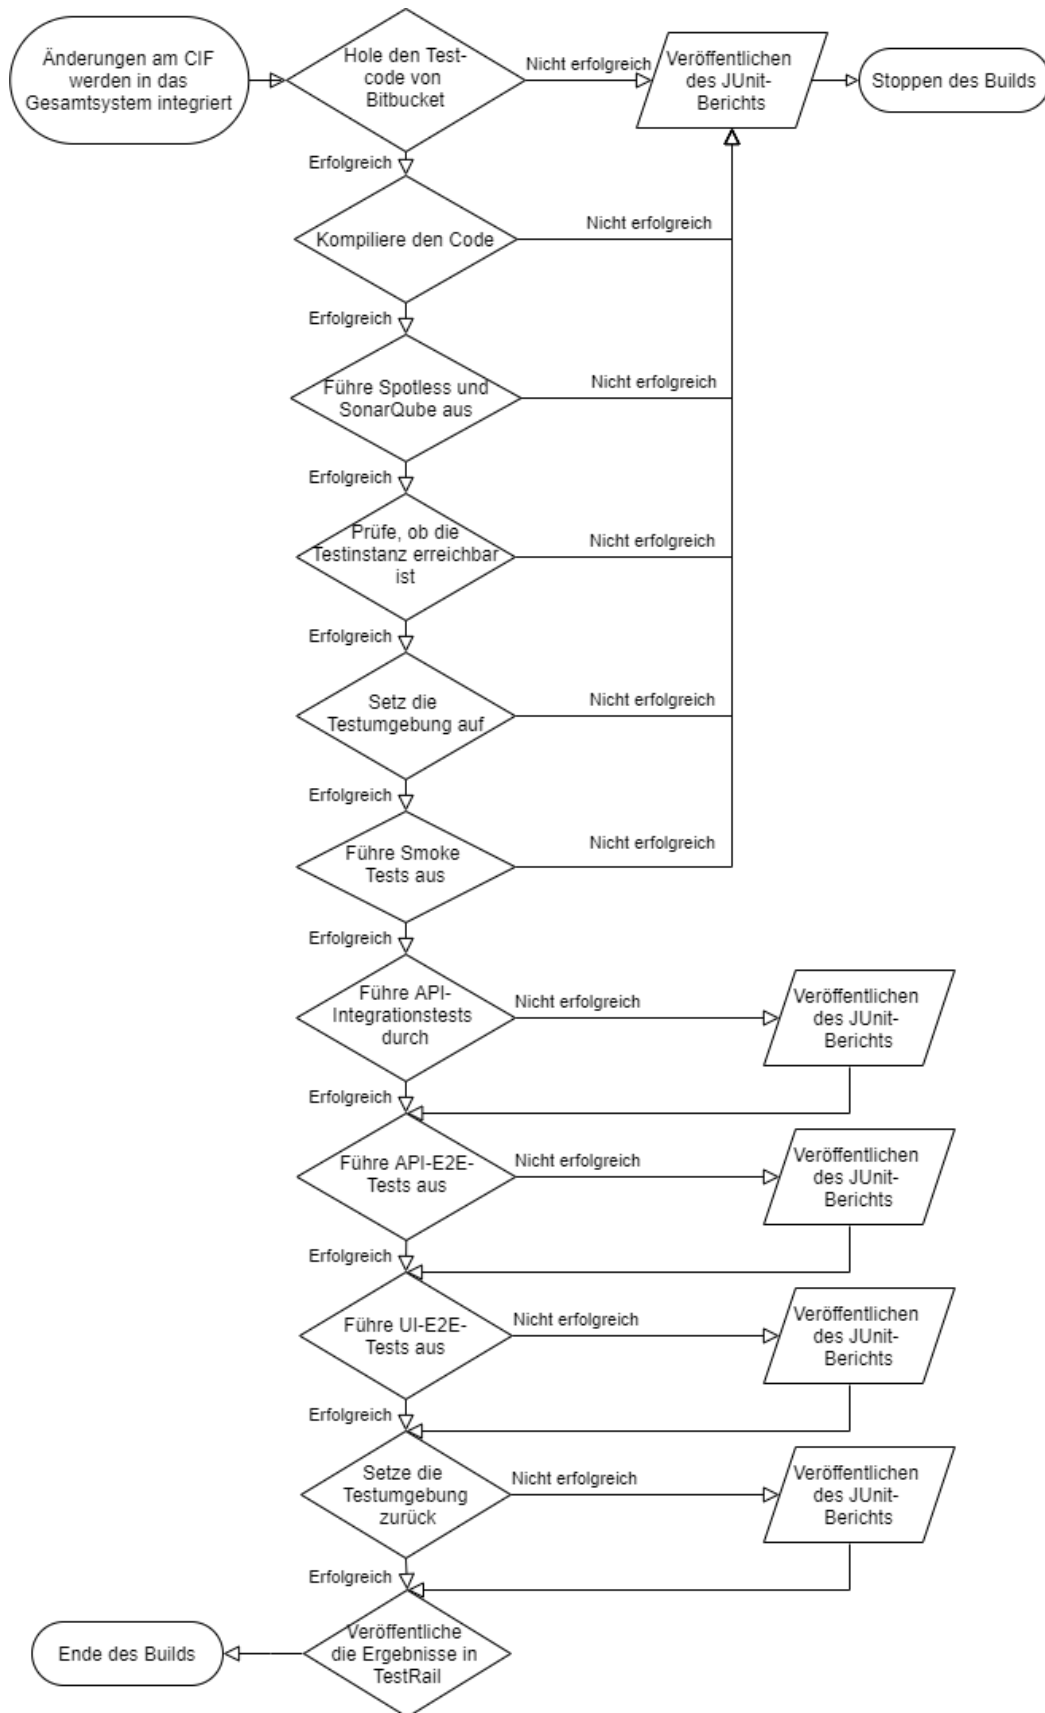 Änderungen am CIF
werden in das
Gesamtsystem integriert
Hole den Test-
code von
Bitbucket
Nicht erfolgreich
Veröffentlichen
des JUnit-
Berichts
Stoppen des Builds
Erfolgreich
Kompiliere den Code
Nicht erfolgreich
Erfolgreich
Führe Spotless und
SonarQube aus
Nicht erfolgreich
Erfolgreich
Prüfe, ob die
Testinstanz erreichbar
ist
Nicht erfolgreich
Erfolgreich
Setz die
Testumgebung auf
Nicht erfolgreich
Erfolgreich
Führe Smoke
Tests aus
Nicht erfolgreich
Erfolgreich
Führe API-
Integrationstests
durch
Nicht erfolgreich
Veröffentlichen
des JUnit-
Berichts
Erfolgreich
Führe API-E2E-
Tests aus
Nicht erfolgreich
Veröffentlichen
des JUnit-
Berichts
Erfolgreich
Führe UI-E2E-
Tests aus
Nicht erfolgreich
Veröffentlichen
des JUnit-
Berichts
Erfolgreich
Setze die
Testumgebung
zurück
Nicht erfolgreich
Veröffentlichen
des JUnit-
Berichts
Erfolgreich
Veröffentliche
die Ergebnisse in
TestRail
Ende des Builds